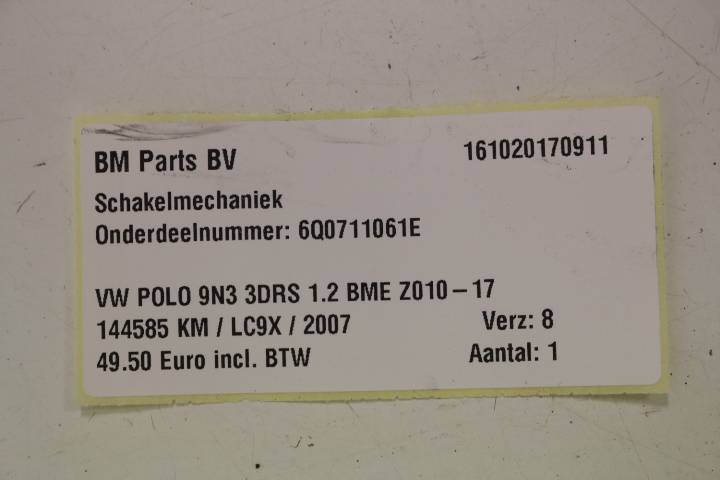 BM Parts BV 161020170911
Schakelmechaniek
Onderdeelnummer: 6Q0711061E
VW POLO 9N3 3DRS 1.2 BME Z010-17
144585 KM / LC9X / 2007 Verz: 8
49.50 Euro incl. BTW Aantal: 1